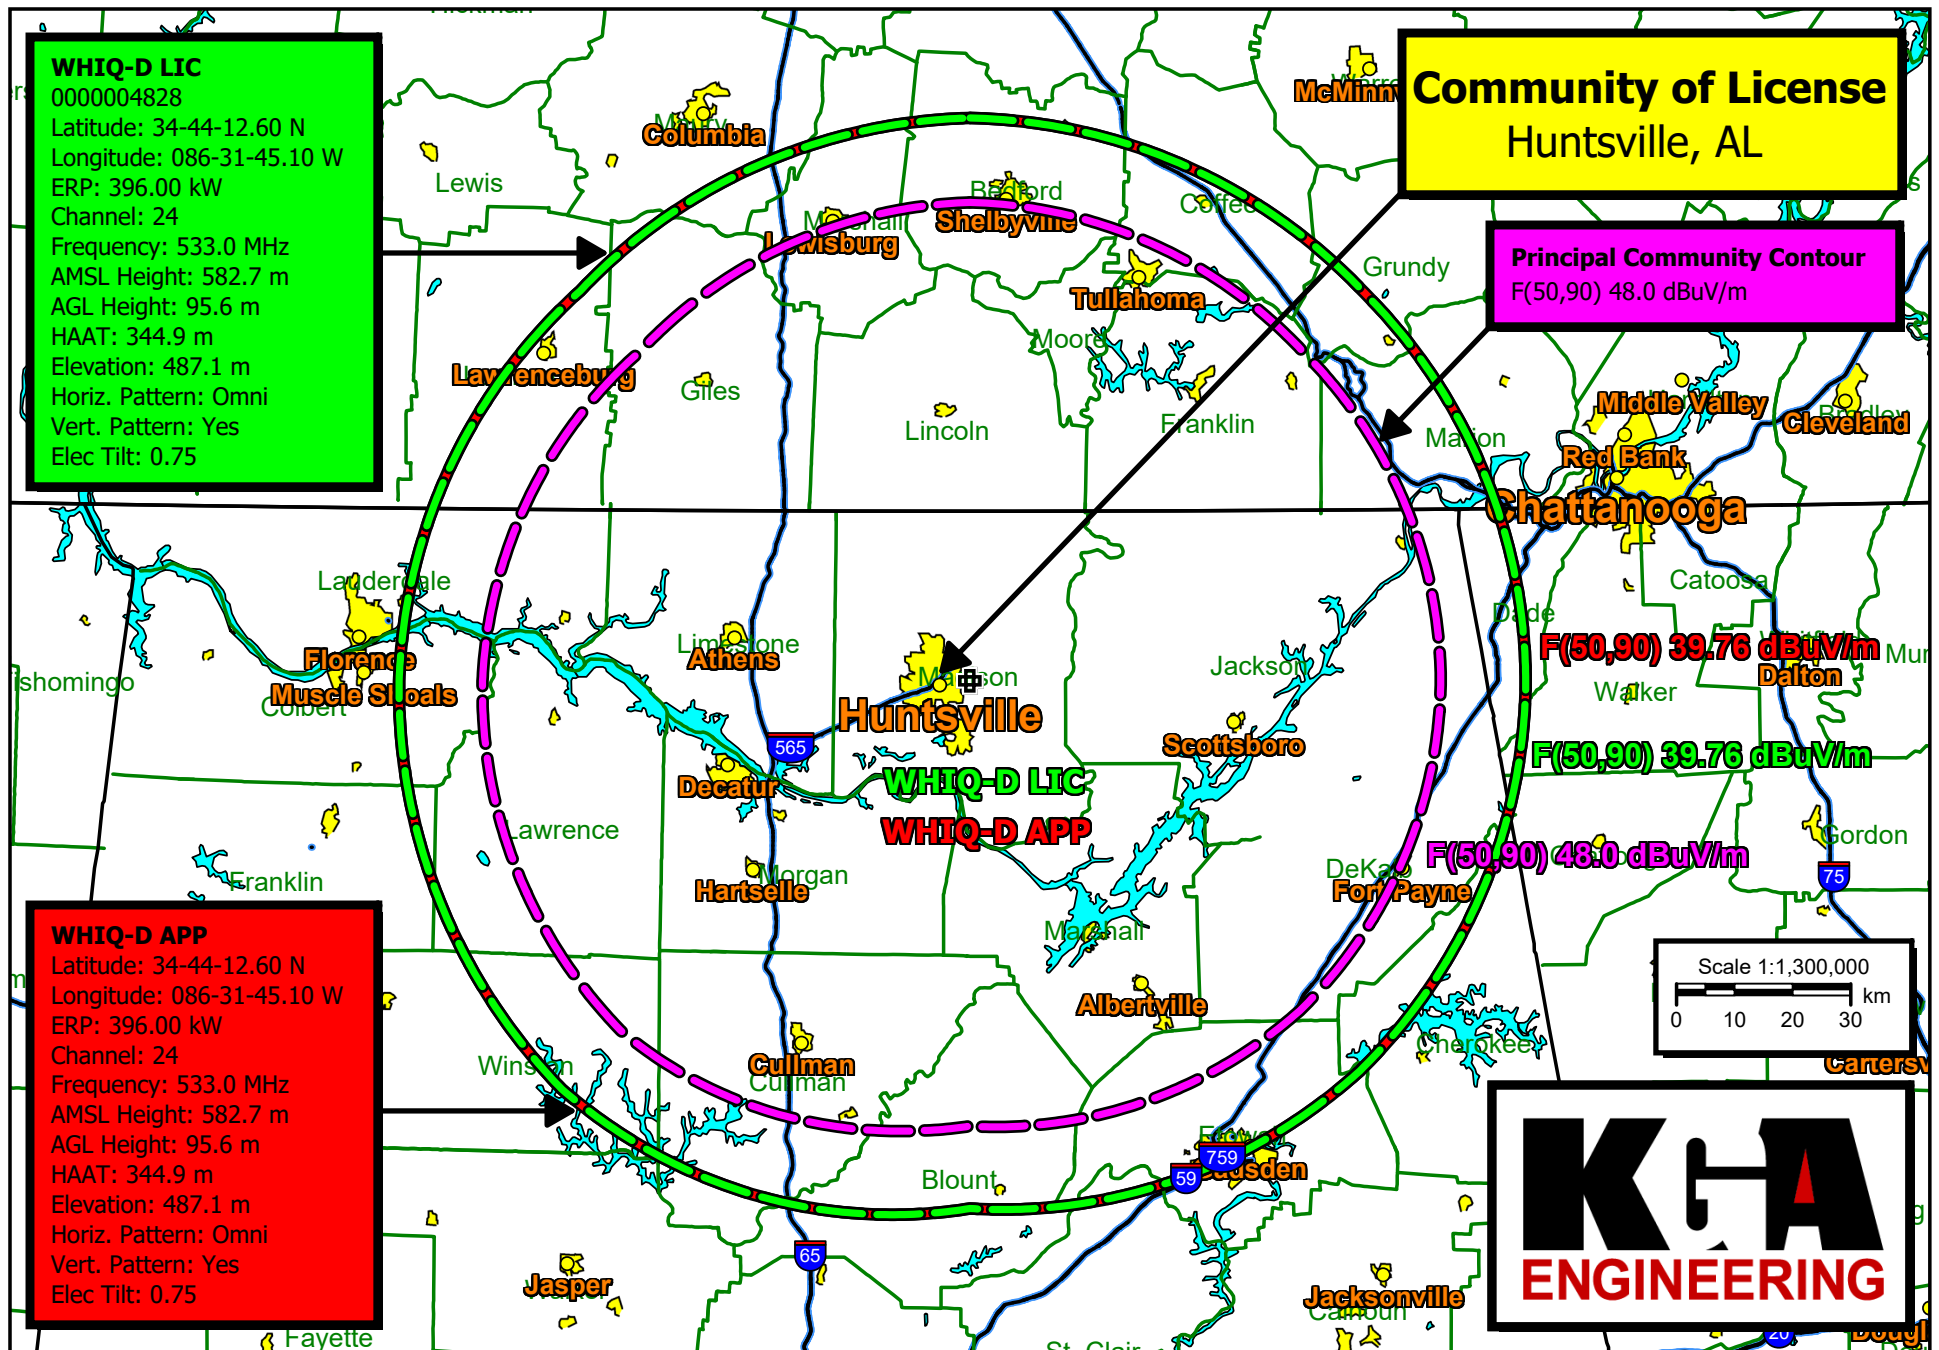 WHIQ-D LIC
0000004828
Latitude: 34-44-12.60 N
Longitude: 086-31-45.10 W
ERP: 396.00 kW
Channel: 24
Frequency: 533.0 MHz
AMSL Height: 582.7 m
AGL Height: 95.6 m
HAAT: 344.9 m
Elevation: 487.1 m
Horiz. Pattern: Omni
Vert. Pattern: Yes
Elec Tilt: 0.75
Community of License
Huntsville, AL
Principal Community Contour
F(50,90) 48.0 dBuV/m
Columbia
Lewis
Bedford
Shelbyville
Coffee
Marshall
Lewisburg
Grundy
Tullahoma
Moore
Lawrenceburg
Giles
Lincoln
Franklin
Marion
Middle Valley
Cleveland
Bradley
Red Bank
Chattanooga
Lauderdale
Catoosa
Dade
Limestone
Athens
Florence
Muscle Shoals
Colbert
Madison
Huntsville
Jackson
F(50,90) 39.76 dBuV/m
Dalton
Walker
565
Scottsboro
F(50,90) 39.76 dBuV/m
Decatur
WHIQ-D LIC
WHIQ-D APP
Lawrence
Gordon
F(50,90) 48.0 dBuV/m
DeKalb
Fort Payne
75
Franklin
Morgan
Hartselle
Marshall
Albertville
WHIQ-D APP
Latitude: 34-44-12.60 N
Longitude: 086-31-45.10 W
ERP: 396.00 kW
Channel: 24
Frequency: 533.0 MHz
AMSL Height: 582.7 m
AGL Height: 95.6 m
HAAT: 344.9 m
Elevation: 487.1 m
Horiz. Pattern: Omni
Vert. Pattern: Yes
Elec Tilt: 0.75
Scale 1:1,300,000
km
0 10 20 30
Cherokee
Winston
Cullman
Cullman
759
59
Gadsden
Blount
65
Jasper
Jacksonville
Calhoun
Fayette
St. Clair
20
KGA
ENGINEERING